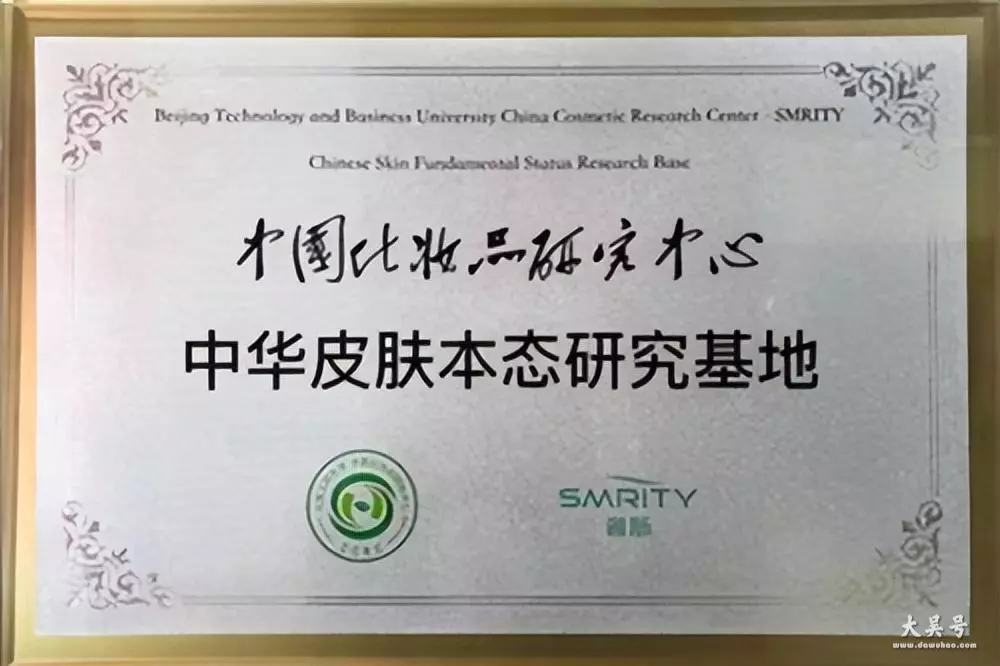 Beijing Technology and Business University China Cosmetic Research Center - SMRITY
Chinese Skin Fundamental Status Research Base
中國化妝品研究中心
中华皮肤本态研究基地
SMRITY
大吴号
www.dawuhao.com